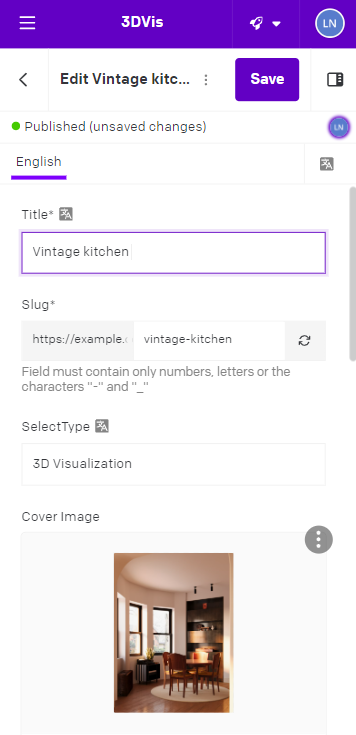 3DVis
LN
Edit Vintage kitc...
Save
Published (unsaved changes)
LN
English
Title*
Vintage kitchen
Slug*
https://example.
vintage-kitchen
Field must contain only numbers, letters or the
characters "-" and "_"
SelectType
3D Visualization
Cover Image